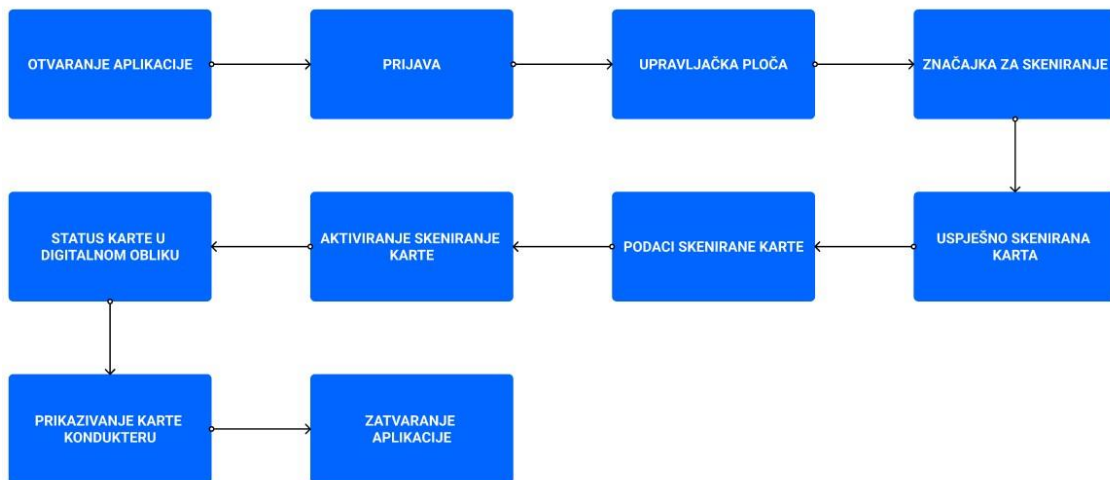 OTVARANJE APLIKACIJE
PRIJAVA
UPRAVLJAČKA PLOČA
ZNAČAJKA ZA SKENIRANJE
USPJEŠNO SKENIRANA
KARTA
PODACI SKENIRANE KARTE
AKTIVIRANJE SKENIRANJE
KARTE
STATUS KARTE U
DIGITALNOM OBLIKU
PRIKAZIVANJE KARTE
KONDUKTERU
ZATVARANJE
APLIKACIJE